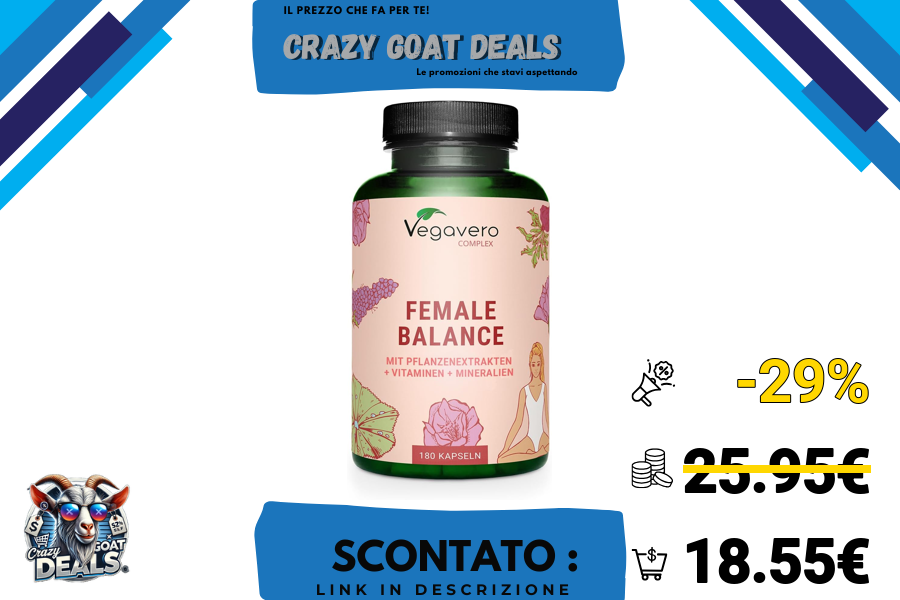 IL PREZZO CHE FA PER TE!
CRAZY GOAT DEALS
Le promozioni che stavi aspettando
Vegavero
COMPLEX
FEMALE
BALANCE
MIT PFLANZENEXTRAKTEN
+ VITAMINEN + MINERALIEN
180 KAPSELN
-29%
25.95€
18.55€
Crazy
GOAT
DEALS
SCONTATO :
LINK IN DESCRIZIONE